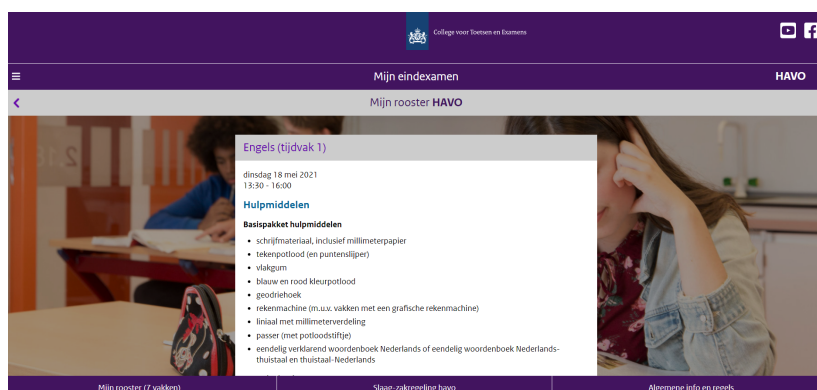 College voor Toetsen en Examens
Mijn eindexamen
HAVO
Mijn rooster HAVO
Engels (tijdvak 1)
dinsdag 18 mei 2021
13:30 - 16:00
Hulpmiddelen
Basispakket hulpmiddelen
• schrijfmateriaal, inclusief millimeterpapier
• tekenpotlood (en puntenslijper)
• vlakgum
• blauw en rood kleurpotlood
• geodriehoek
• rekenmachine (m.u.v. vakken met een grafische rekenmachine)
• liniaal met millimeterverdeling
• passer (met potloodstiftje)
• eendelig verklarend woordenboek Nederlands of eendelig woordenboek Nederlands-
thuistaal en thuistaal-Nederlands
Mijn rooster (7 vakken)
Slaag-zakregeling havo
Algemene info en regels